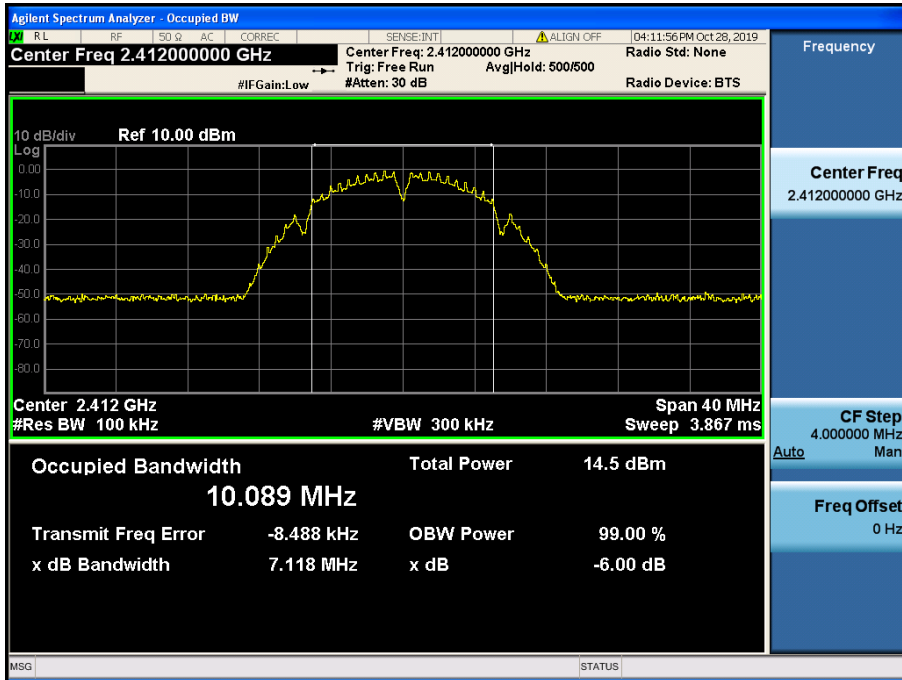 Agilent Spectrum Analyzer - Occupied BW
LXI RL RF 50 Ω AC CORREC SENSE:INT ALIGN OFF 04:11:56 PM Oct 28, 2019
Center Freq 2.412000000 GHz
Center Freq: 2.412000000 GHz
Radio Std: None
Trig: Free Run Avg|Hold: 500/500
#IFGain:Low
#Atten: 30 dB
Radio Device: BTS
Frequency
10 dB/div Ref 10.00 dBm
Log
0.00
-10.0
-20.0
-30.0
-40.0
-50.0
-60.0
-70.0
-80.0
Center 2.412 GHz Span 40 MHz
#Res BW 100 kHz #VBW 300 kHz Sweep 3.867 ms
Occupied Bandwidth Total Power 14.5 dBm
10.089 MHz
Transmit Freq Error -8.488 kHz OBW Power 99.00 %
x dB Bandwidth 7.118 MHz x dB -6.00 dB
Center Freq
2.412000000 GHz
CF Step
4.000000 MHz
Auto Man
Freq Offset
0 Hz
MSG STATUS